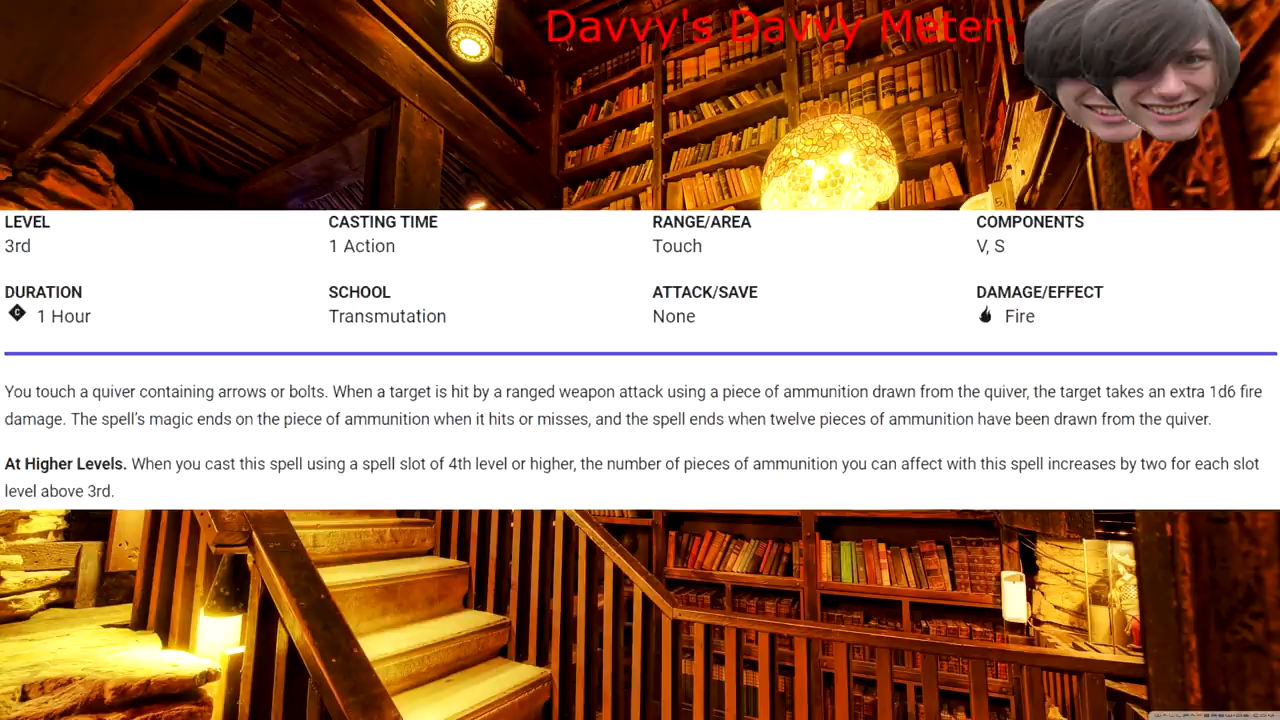 Davvy's Davvy Meter:
5
LEVEL CASTING TIME RANGE/AREA COMPONENTS
3rd 1 Action Touch V, S
DURATION SCHOOL ATTACK/SAVE DAMAGE/EFFECT
C 1 Hour Transmutation None Fire
You touch a quiver containing arrows or bolts. When a target is hit by a ranged weapon attack using a piece of ammunition drawn from the quiver, the target takes an extra 1d6 fire
damage. The spell's magic ends on the piece of ammunition when it hits or misses, and the spell ends when twelve pieces of ammunition have been drawn from the quiver.
At Higher Levels. When you cast this spell using a spell slot of 4th level or higher, the number of pieces of ammunition you can affect with this spell increases by two for each slot
level above 3rd.